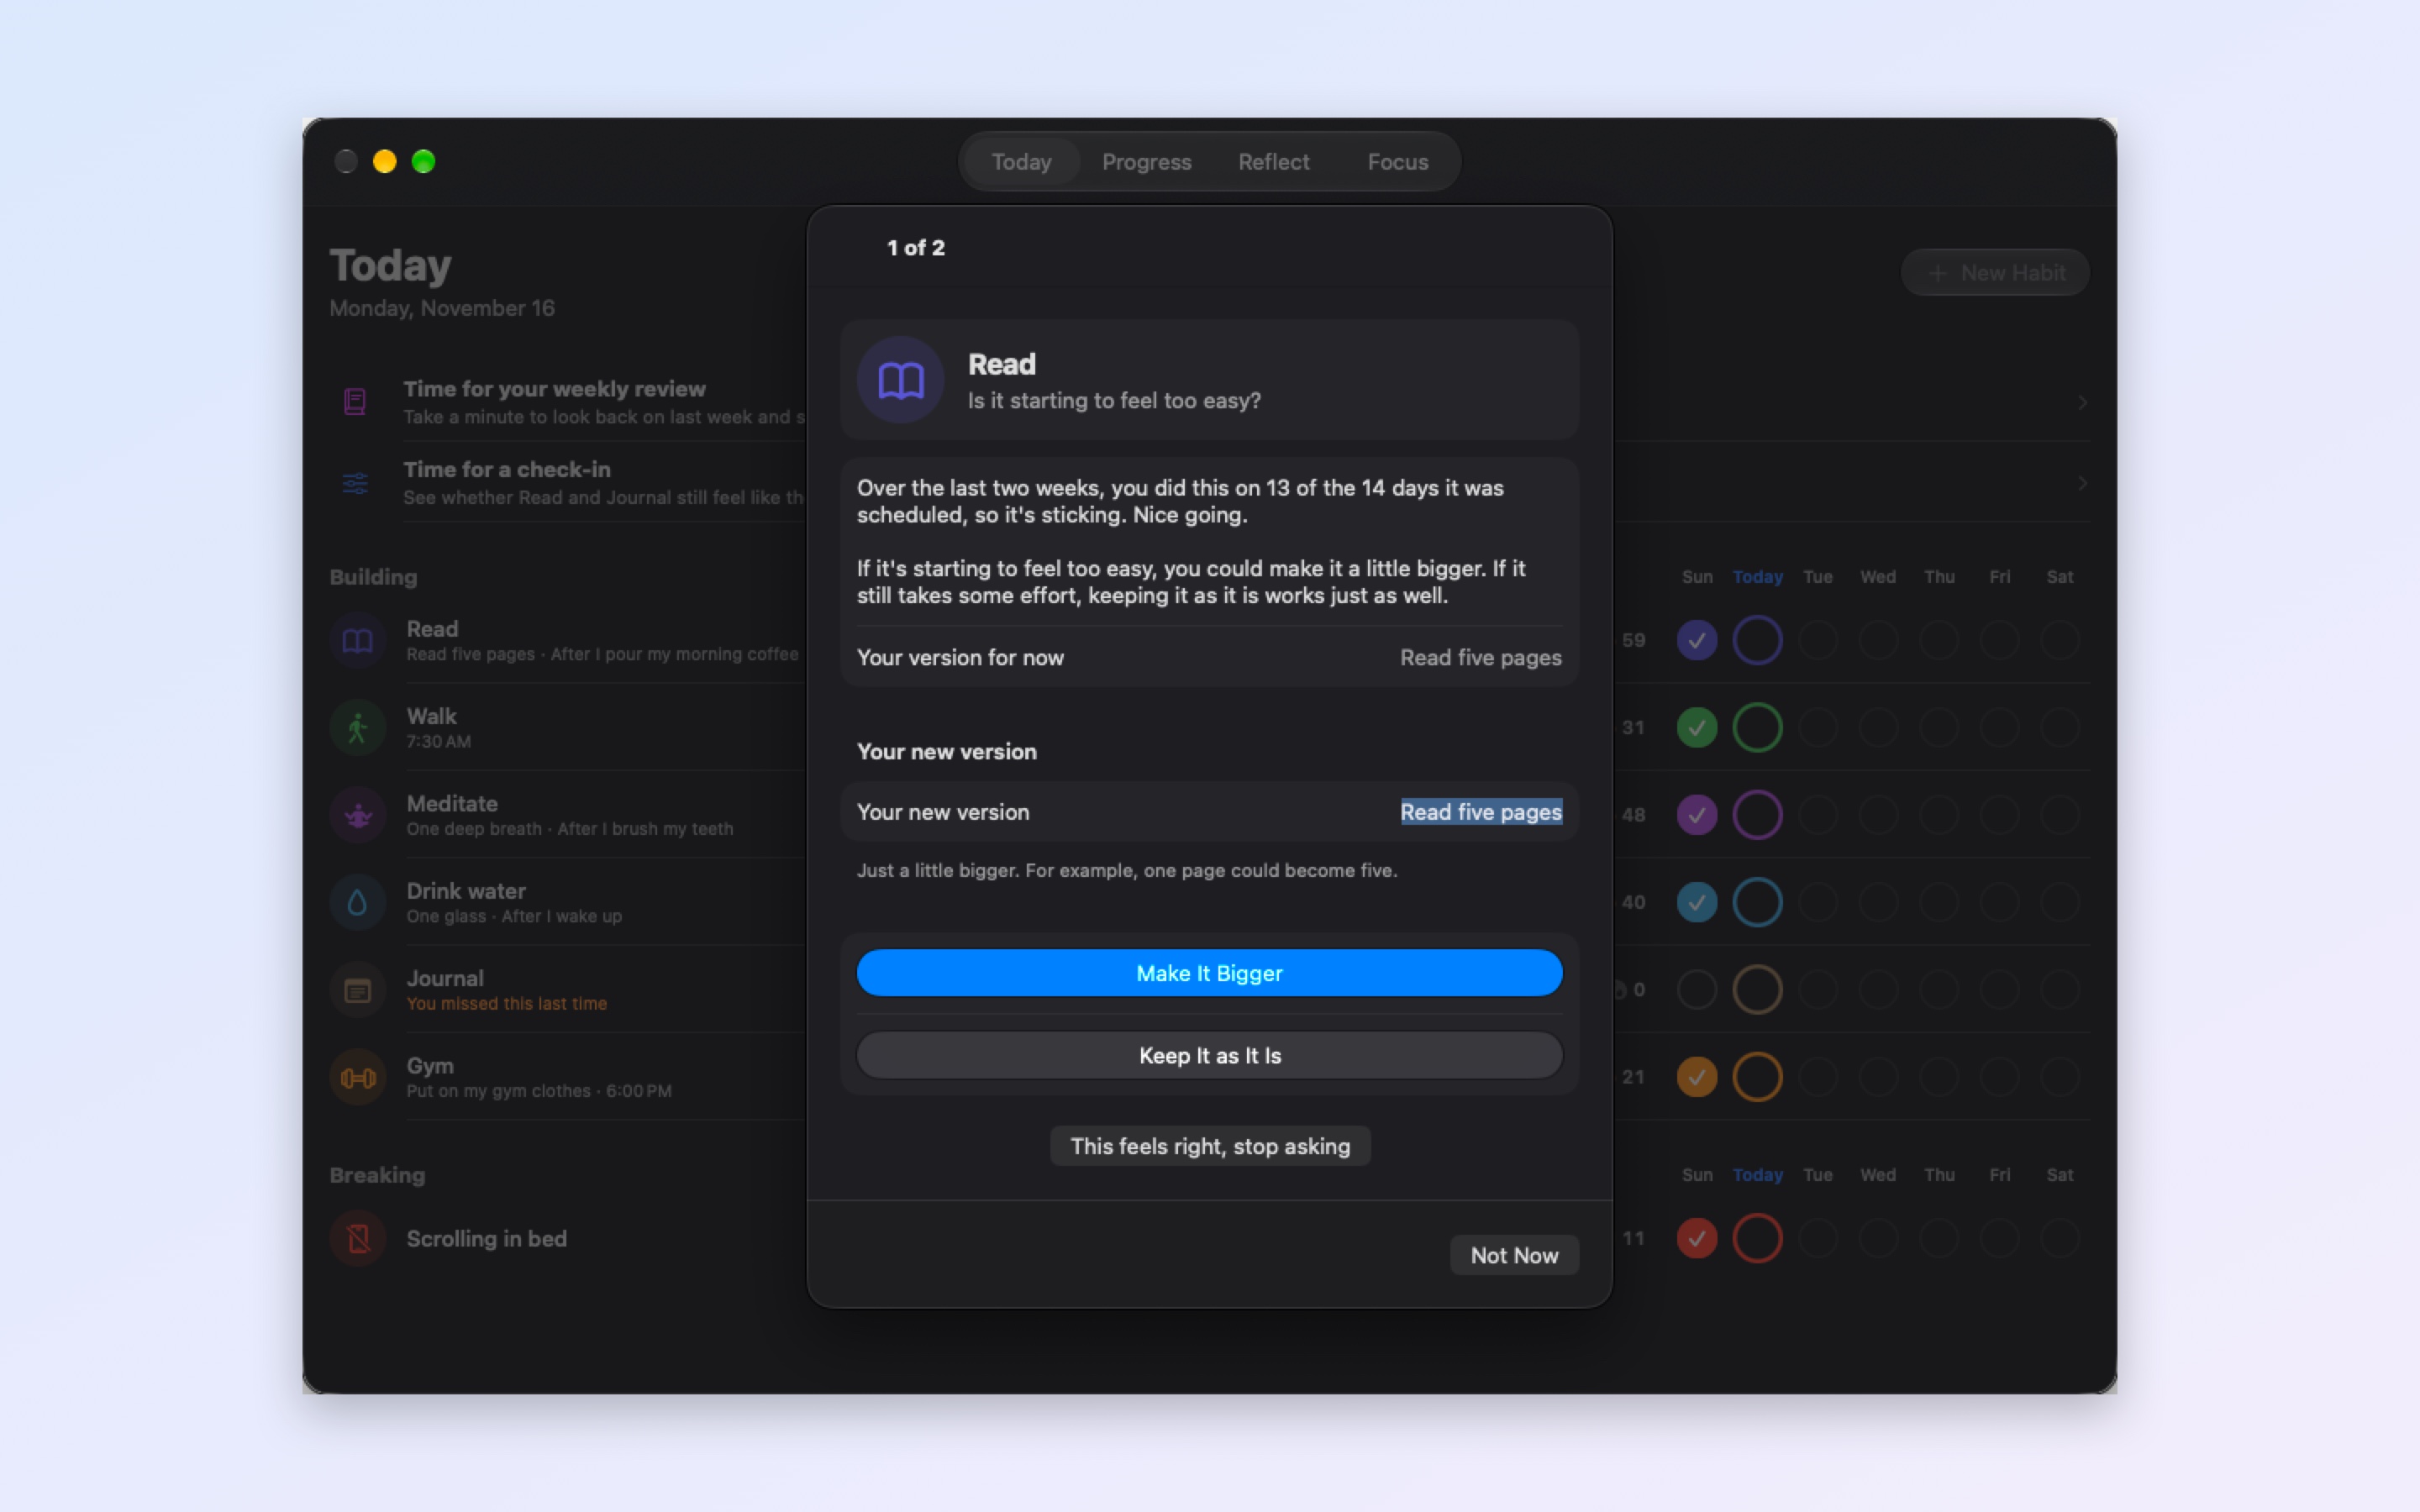 Today
Progress
Reflect
Focus
Today
Monday, November 16
New Habit
Time for your weekly review
Take a minute to look back on last week and s
Time for a check-in
See whether Read and Journal still feel like th
Building
Sun Today Tue Wed Thu Fri Sat
Read
Read five pages · After I pour my morning coffee
59
Walk
7:30 AM
31
Meditate
One deep breath · After I brush my teeth
48
Drink water
One glass · After I wake up
40
Journal
You missed this last time
0
Gym
Put on my gym clothes · 6:00 PM
21
Breaking
Sun Today Tue Wed Thu Fri Sat
Scrolling in bed
11
1 of 2
Read
Is it starting to feel too easy?
Over the last two weeks, you did this on 13 of the 14 days it was
scheduled, so it's sticking. Nice going.
If it's starting to feel too easy, you could make it a little bigger. If it
still takes some effort, keeping it as it is works just as well.
Your version for now
Read five pages
Your new version
Your new version
Read five pages
Just a little bigger. For example, one page could become five.
Make It Bigger
Keep It as It Is
This feels right, stop asking
Not Now